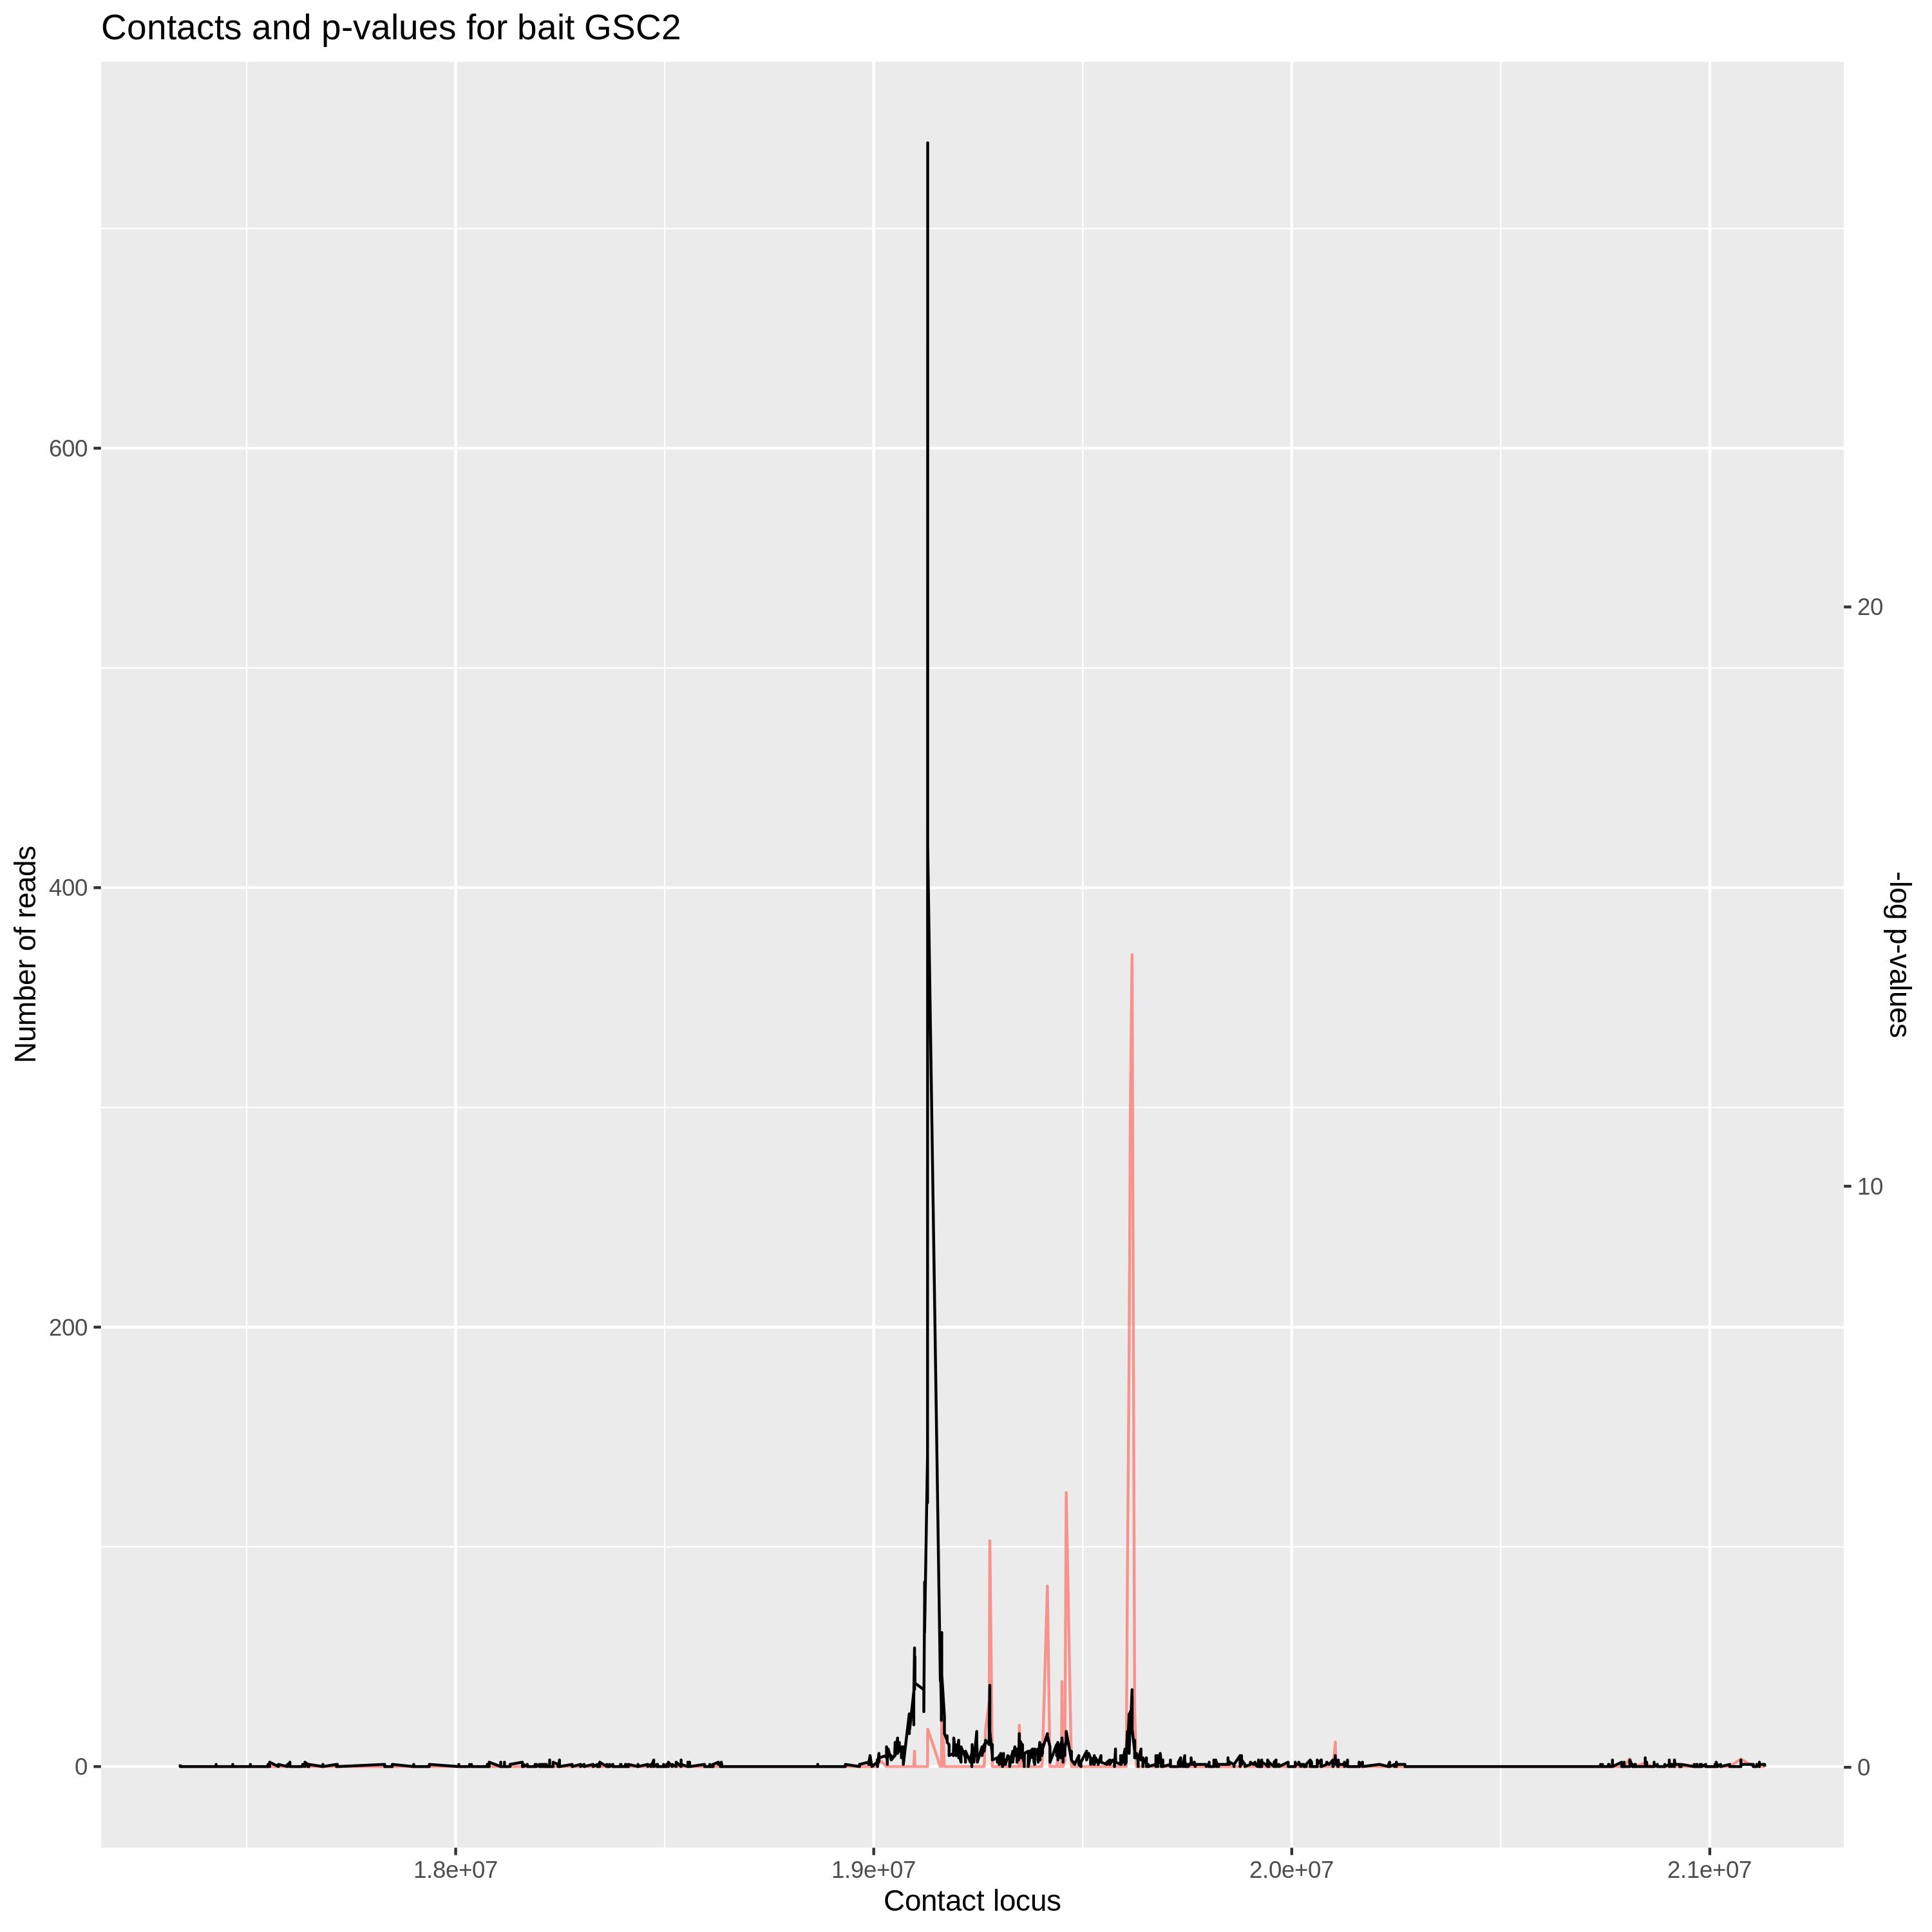 Contacts and p-values for bait GSC2
Number of reads
600
400
200
0
20
10
0
-log p-values
1.8e+07
1.9e+07
2.0e+07
2.1e+07
Contact locus